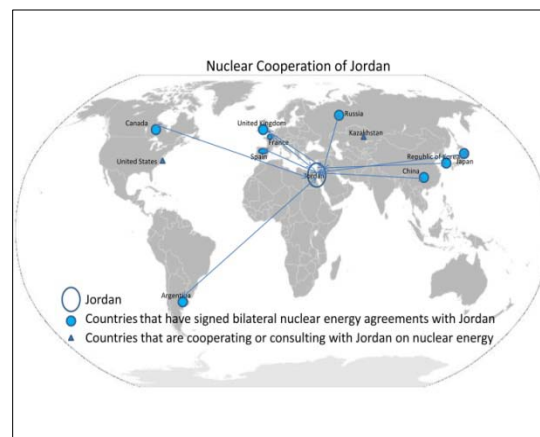 Nuclear Cooperation of Jordan
Russia
Canada
United Kingdom
Kazakhstan
France
Spain
United States
Republic of Korea
Japan
China
Jordan
Argentina
Jordan
Countries that have signed bilateral nuclear energy agreements with Jordan
Countries that are cooperating or consulting with Jordan on nuclear energy